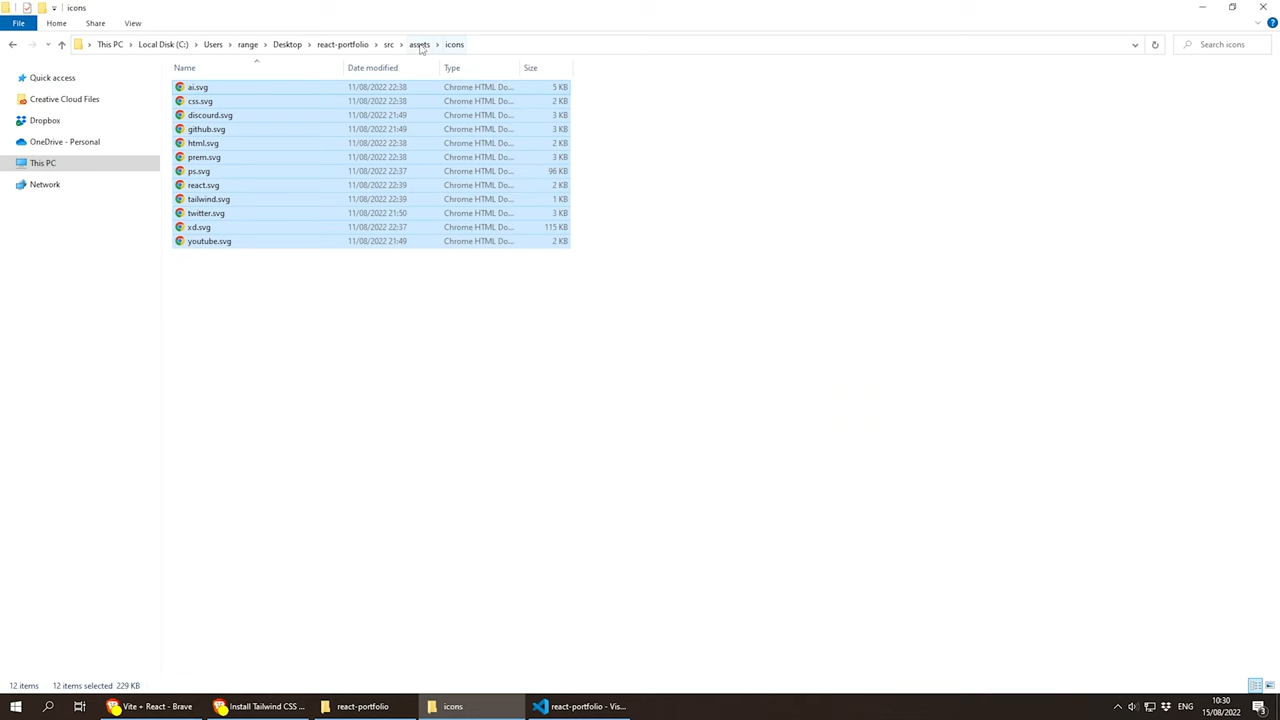 icons
File Home Share View
This PC Local Disk (C:) Users range Desktop react-portfolio src assets icons
Search icons
Name Date modified Type Size
Quick access
Creative Cloud Files
Dropbox
OneDrive - Personal
This PC
Network
ai.svg 11/08/2022 22:38 Chrome HTML Do... 5 KB
css.svg 11/08/2022 22:38 Chrome HTML Do... 2 KB
discourd.svg 11/08/2022 21:49 Chrome HTML Do... 3 KB
github.svg 11/08/2022 21:49 Chrome HTML Do... 3 KB
html.svg 11/08/2022 22:38 Chrome HTML Do... 2 KB
prem.svg 11/08/2022 22:38 Chrome HTML Do... 3 KB
ps.svg 11/08/2022 22:37 Chrome HTML Do... 96 KB
react.svg 11/08/2022 22:39 Chrome HTML Do... 2 KB
tailwind.svg 11/08/2022 22:39 Chrome HTML Do... 1 KB
twitter.svg 11/08/2022 21:50 Chrome HTML Do... 3 KB
xd.svg 11/08/2022 22:37 Chrome HTML Do... 115 KB
youtube.svg 11/08/2022 21:49 Chrome HTML Do... 2 KB
12 items 12 items selected 229 KB
Vite + React - Brave Install Tailwind CSS ... react-portfolio icons react-portfolio - Vis... ENG 10:30
15/08/2022 3